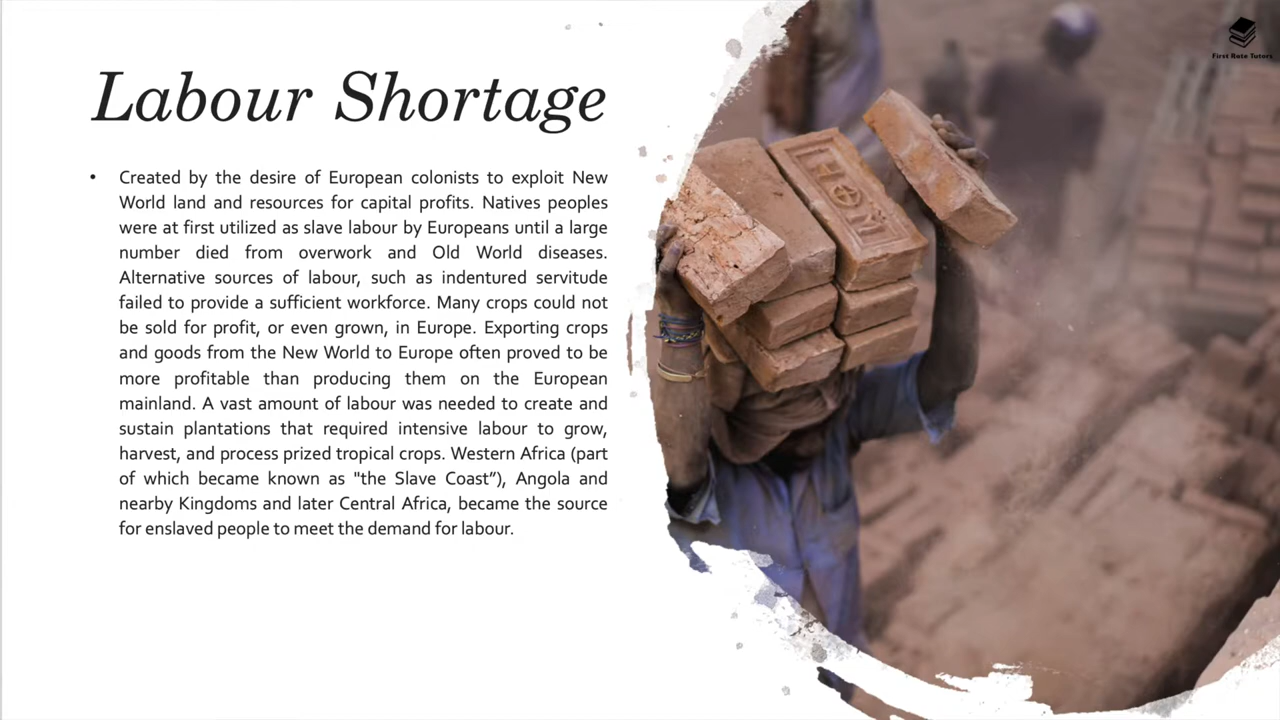 First Rate Tutors
Labour Shortage
• Created by the desire of European colonists to exploit New
World land and resources for capital profits. Natives peoples
were at first utilized as slave labour by Europeans until a large
number died from overwork and Old World diseases.
Alternative sources of labour, such as indentured servitude
failed to provide a sufficient workforce. Many crops could not
be sold for profit, or even grown, in Europe. Exporting crops
and goods from the New World to Europe often proved to be
more profitable than producing them on the European
mainland. A vast amount of labour was needed to create and
sustain plantations that required intensive labour to grow,
harvest, and process prized tropical crops. Western Africa (part
of which became known as "the Slave Coast”), Angola and
nearby Kingdoms and later Central Africa, became the source
for enslaved people to meet the demand for labour.